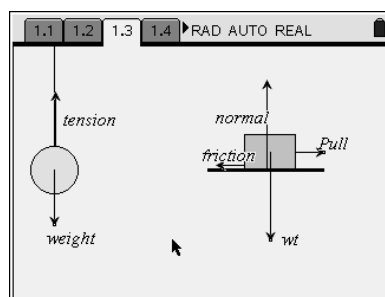 1.1 1.2 1.3 1.4 RAD AUTO REAL
tension
weight
normal
friction
Pull
wt